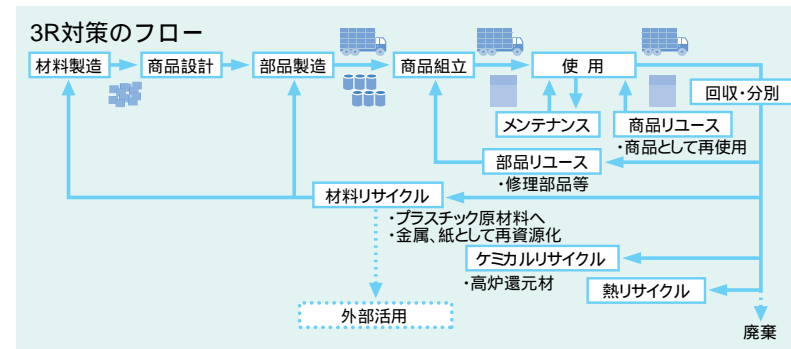 3R対策のフロー
材料製造
商品設計
部品製造
商品組立
使 用
回収・分別
メンテナンス
商品リユース
・商品として再使用
部品リユース
・修理部品等
材料リサイクル
・プラスチック原材料へ
・金属、紙として再資源化
ケミカルリサイクル
・高炉還元材
熱リサイクル
外部活用
廃棄